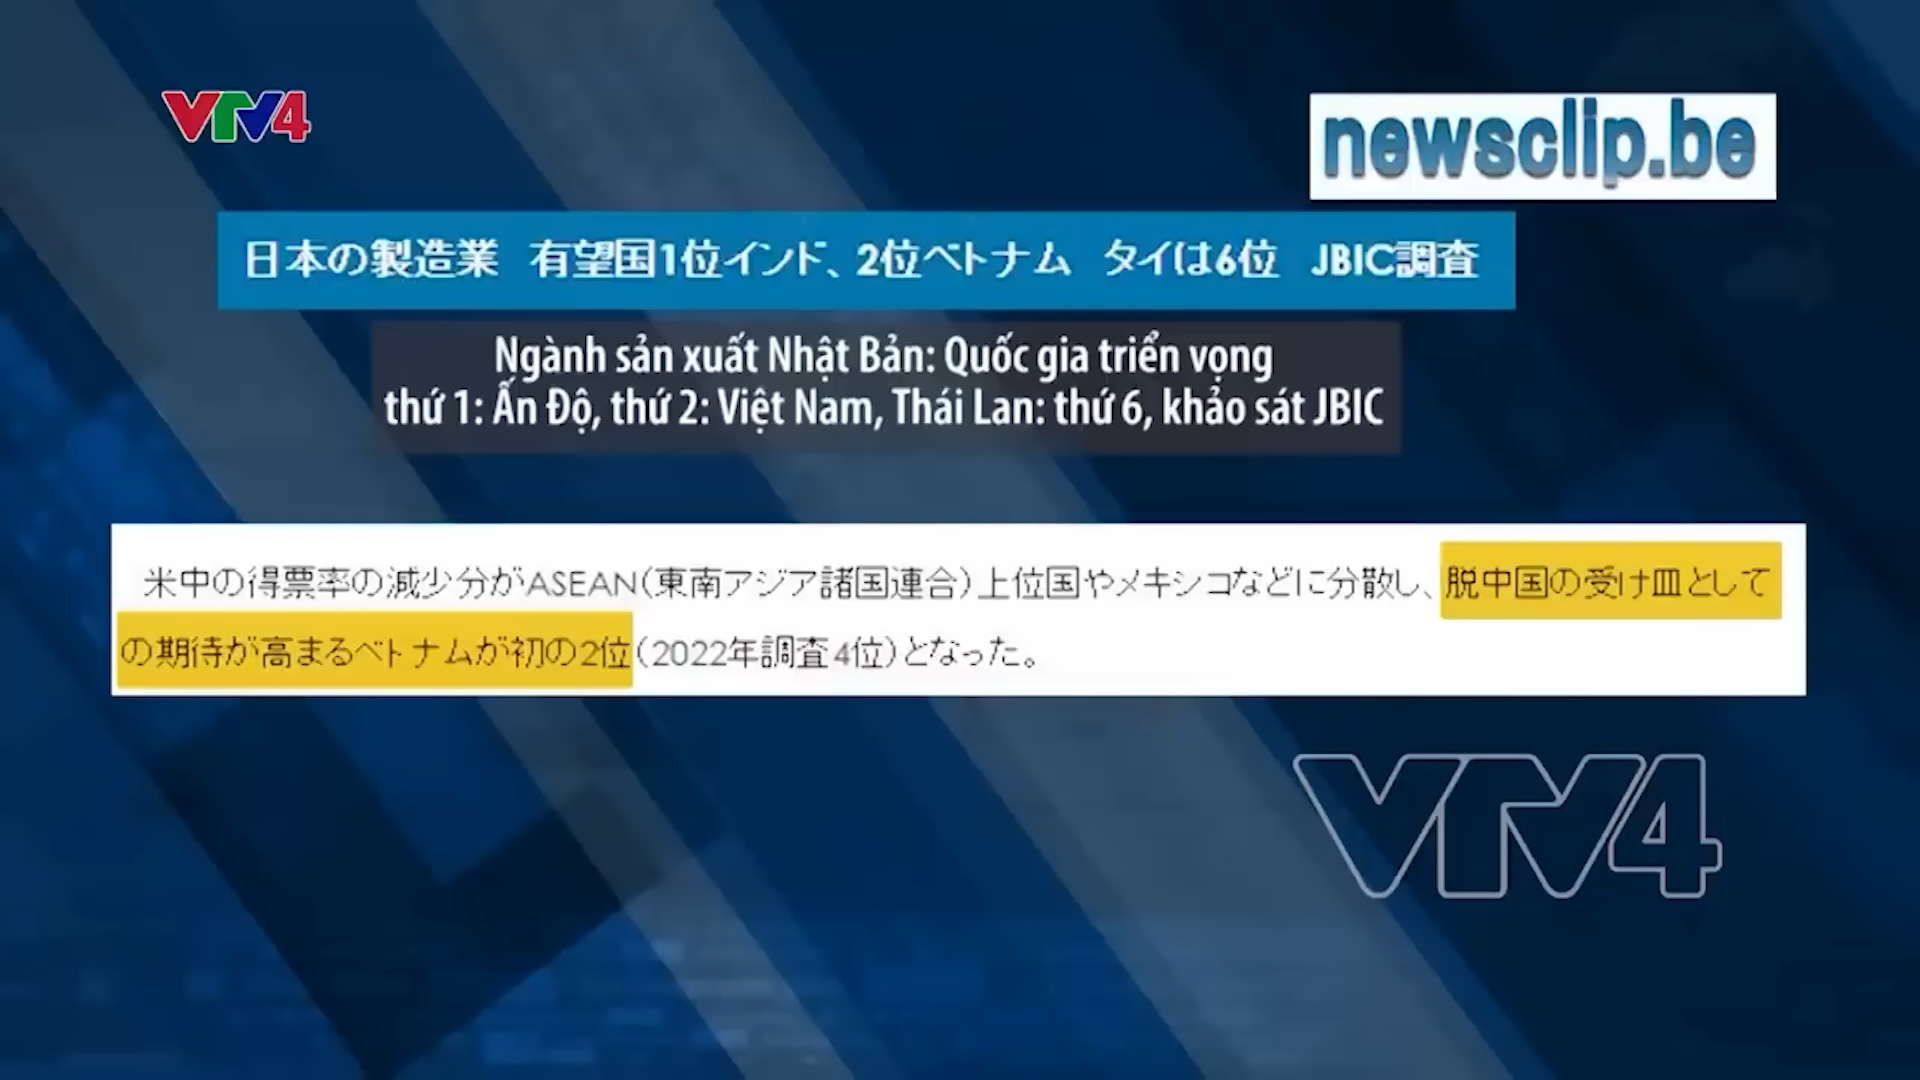 VTV4
newsclip.be
日本の製造業　有望国1位インド、2位ベトナム　タイは6位　JBIC調査
Ngành sản xuất Nhật Bản: Quốc gia triển vọng
thứ 1: Ấn Độ, thứ 2: Việt Nam, Thái Lan: thứ 6, khảo sát JBIC
米中の得票率の減少分がASEAN(東南アジア諸国連合)上位国やメキシコなどに分散し、脱中国の受け皿として
の期待が高まるベトナムが初の2位(2022年調査4位)となった。
VTV4